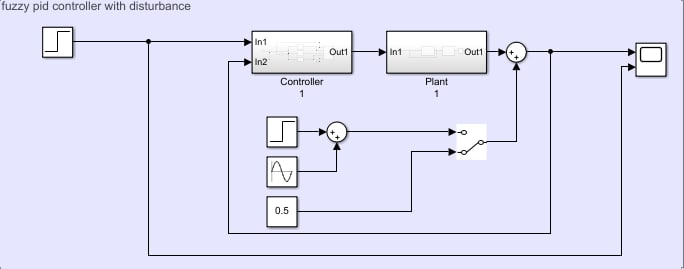 fuzzy pid controller with disturbance
In1
In2
Out1
Controller
1
In1
Out1
Plant
1
+
+
+
+
0.5